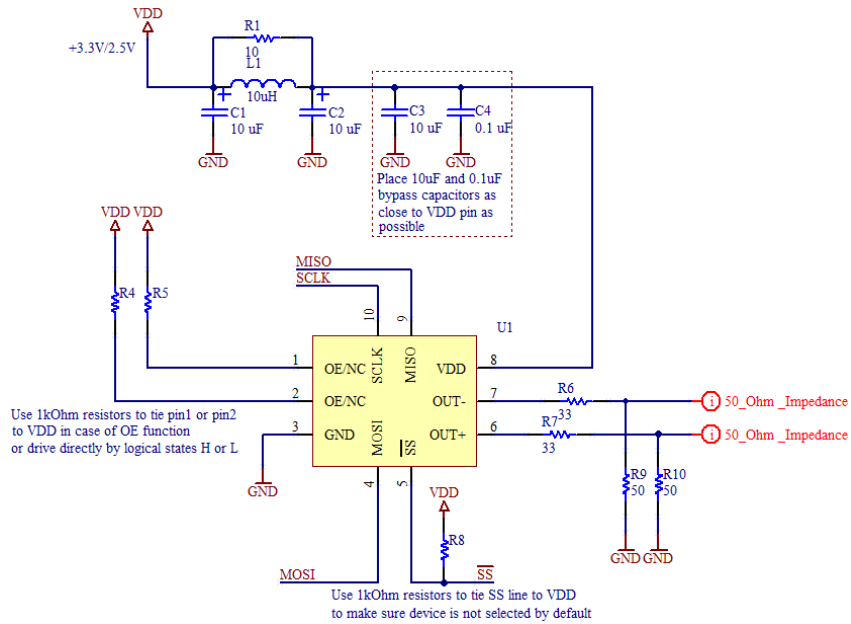 VDD
+3.3V/2.5V
R1
10
L1
10uH
C1
10 uF
C2
10 uF
C3
10 uF
C4
0.1 uF
GND
GND
GND
GND
Place 10uF and 0.1uF
bypass capacitors as
close to VDD pin as
possible
VDD
VDD
R4
R5
MISO
SCLK
10
9
U1
1
OE/NC
SCLK
MISO
VDD
8
2
OE/NC
OUT-
7
R6
33
50_Ohm _Impedance
3
GND
MOSI
SS
OUT+
6
R7
33
50_Ohm _Impedance
Use 1kOhm resistors to tie pin1 or pin2
to VDD in case of OE function
or drive directly by logical states H or L
GND
4
5
VDD
R8
R9
50
R10
50
GND
GND
MOSI
SS
Use 1kOhm resistors to tie SS line to VDD
to make sure device is not selected by default